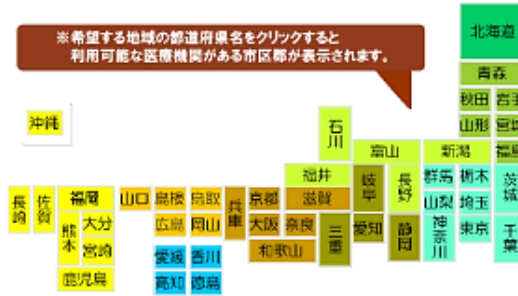 ※希望する地域の都道府県名をクリックすると
利用可能な医療機関がある市区郡が表示されます。
北海道
青森
秋田 岩手
山形 宮城
福島
沖縄
石川
富山 新潟
福井
岐阜
長野
群馬 栃木
茨城
長崎
佐賀
福岡
山口 島根 鳥取
兵庫
京都 滋賀
山梨 埼玉
熊本
大分
広島 岡山
大阪 奈良
三重
愛知
静岡
神奈川
東京
千葉
宮崎
愛媛 香川
和歌山
鹿児島
高知 徳島